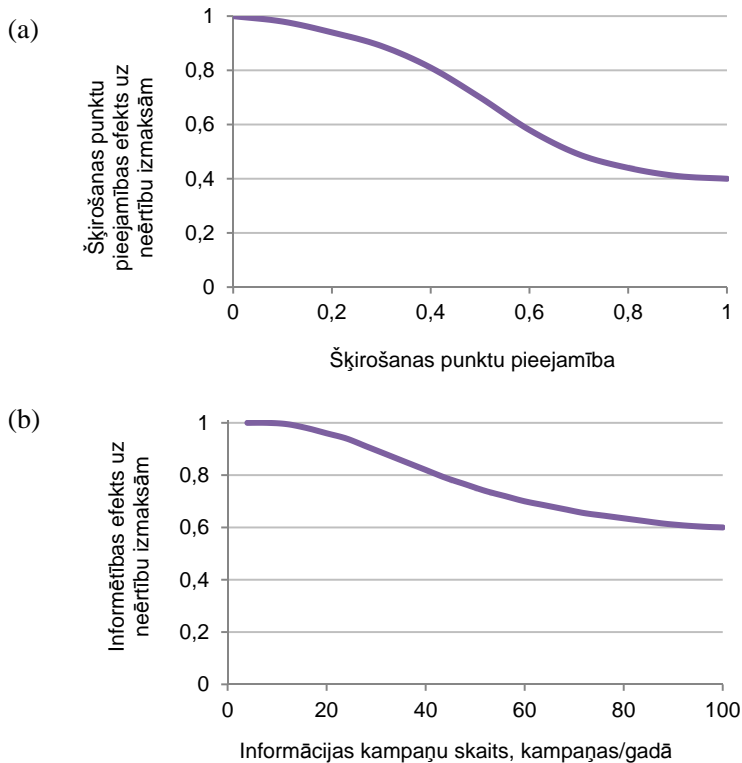 (a)
Šķirošanas punktu
pieejamības efekts uz
neērtību izmaksām
1
0,8
0,6
0,4
0,2
0
0 0,2 0,4 0,6 0,8 1
Šķirošanas punktu pieejamība
(b)
Informētības efekts uz
neērtību izmaksām
1
0,8
0,6
0,4
0,2
0
0 20 40 60 80 100
Informācijas kampaņu skaits, kampaņas/gadā